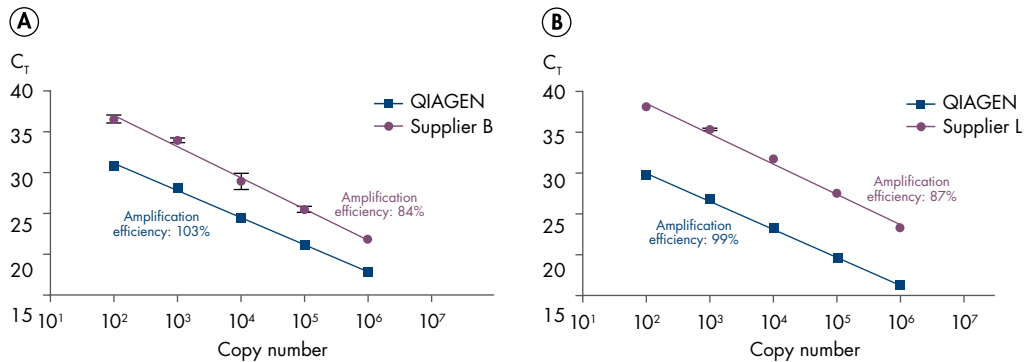 A
C_T
40
35
30
25
20
15
10¹ 10² 10³ 10⁴ 10⁵ 10⁶ 10⁷
Copy number
QIAGEN
Supplier B
Amplification
efficiency: 84%
Amplification
efficiency: 103%
B
C_T
40
35
30
25
20
15
10¹ 10² 10³ 10⁴ 10⁵ 10⁶ 10⁷
Copy number
QIAGEN
Supplier L
Amplification
efficiency: 87%
Amplification
efficiency: 99%